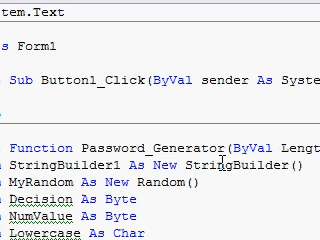 tem.Text
s Form1
Sub Button1_Click(ByVal sender As Syste
Function Password_Generator(ByVal Lengt
StringBuilder1 As New StringBuilder()
MyRandom As New Random()
Decision As Byte
NumValue As Byte
Lowercase As Char